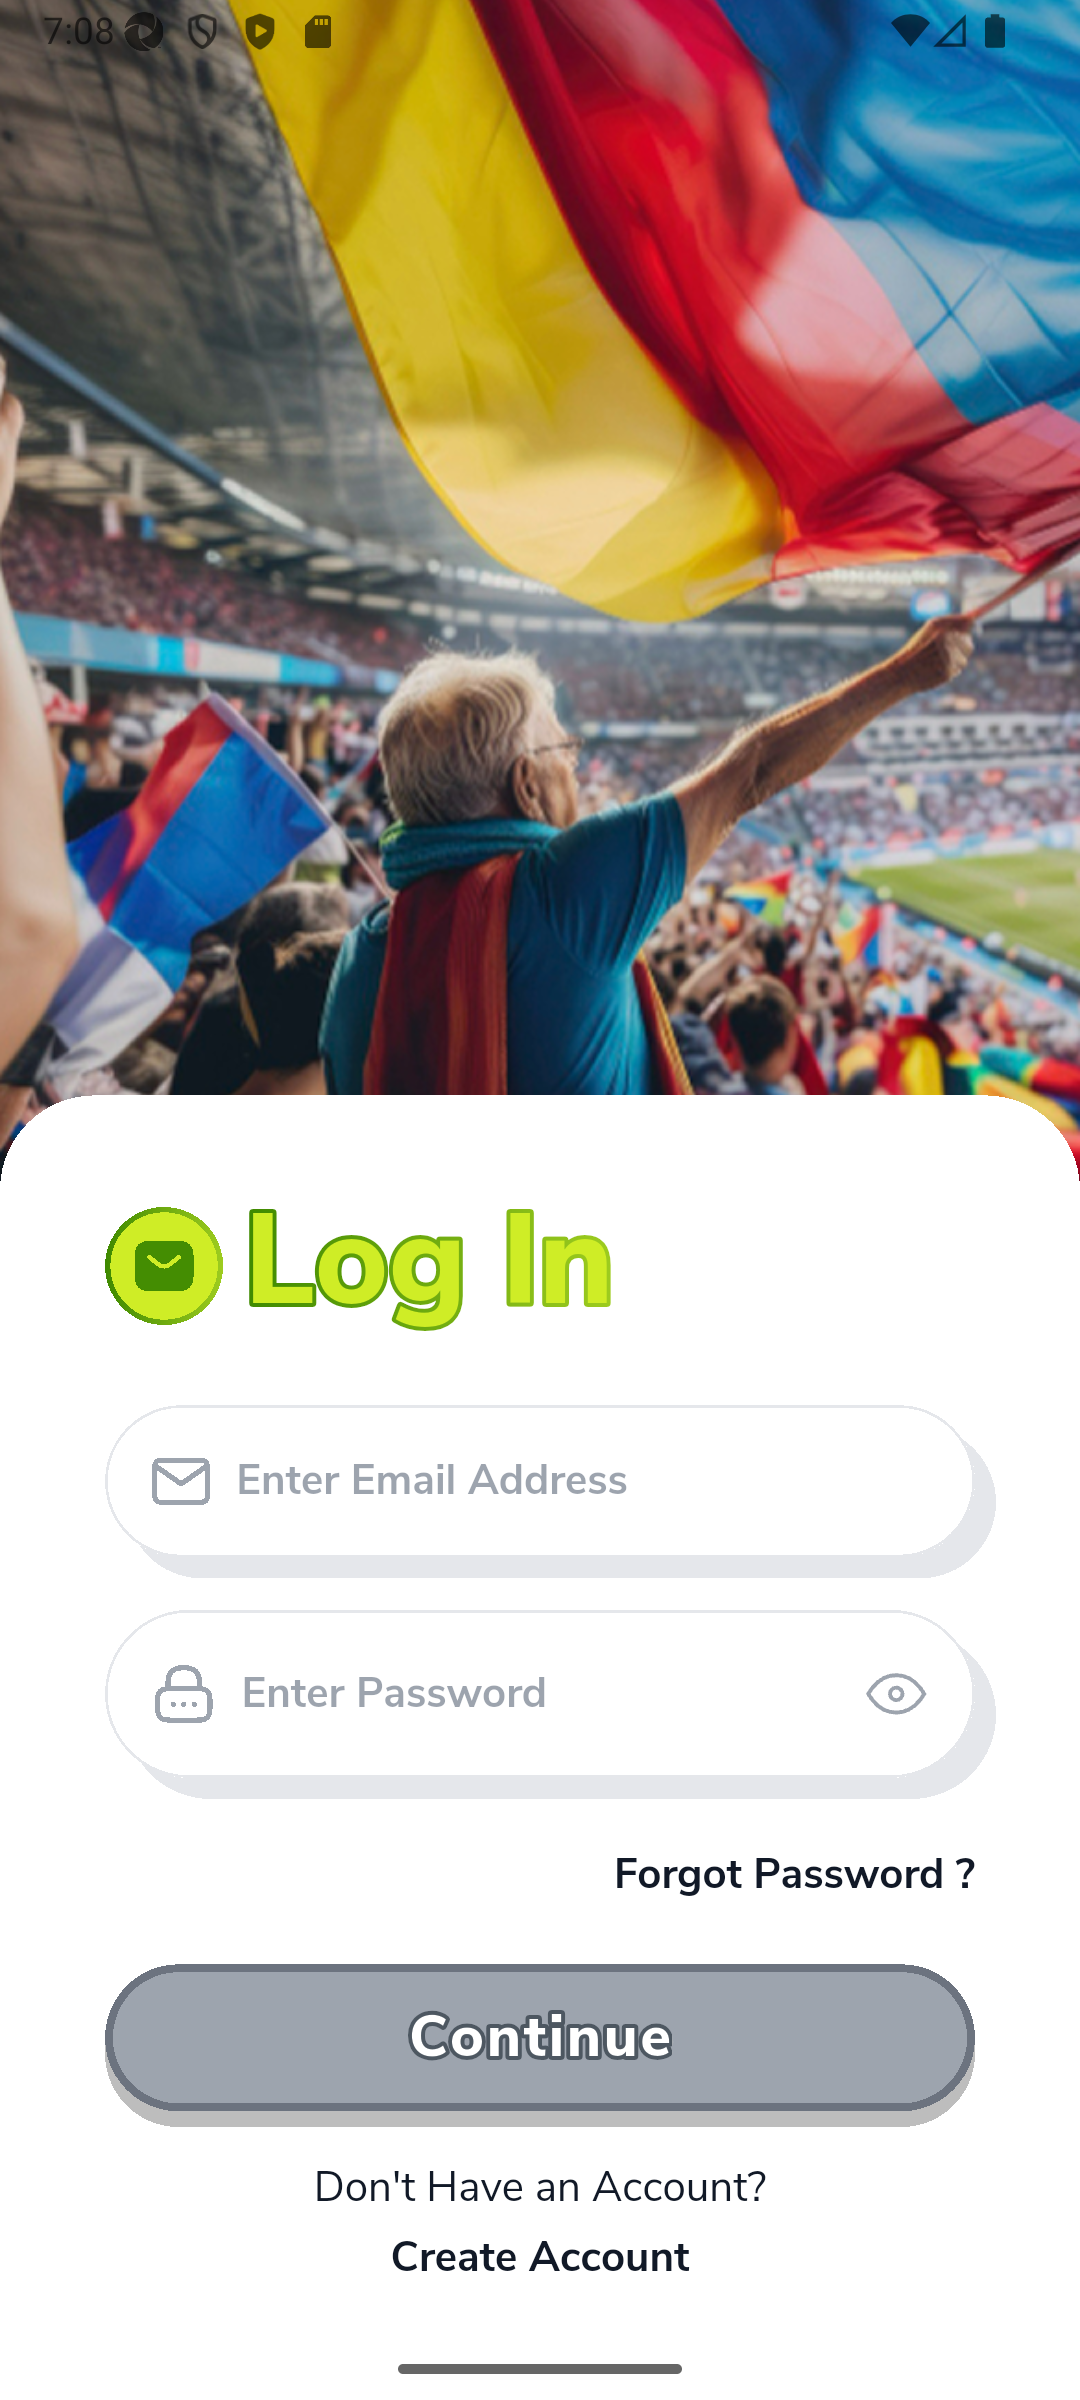 7:08
Log In
Enter Email Address
Enter Password
Forgot Password ?
Continue
Don't Have an Account?
Create Account